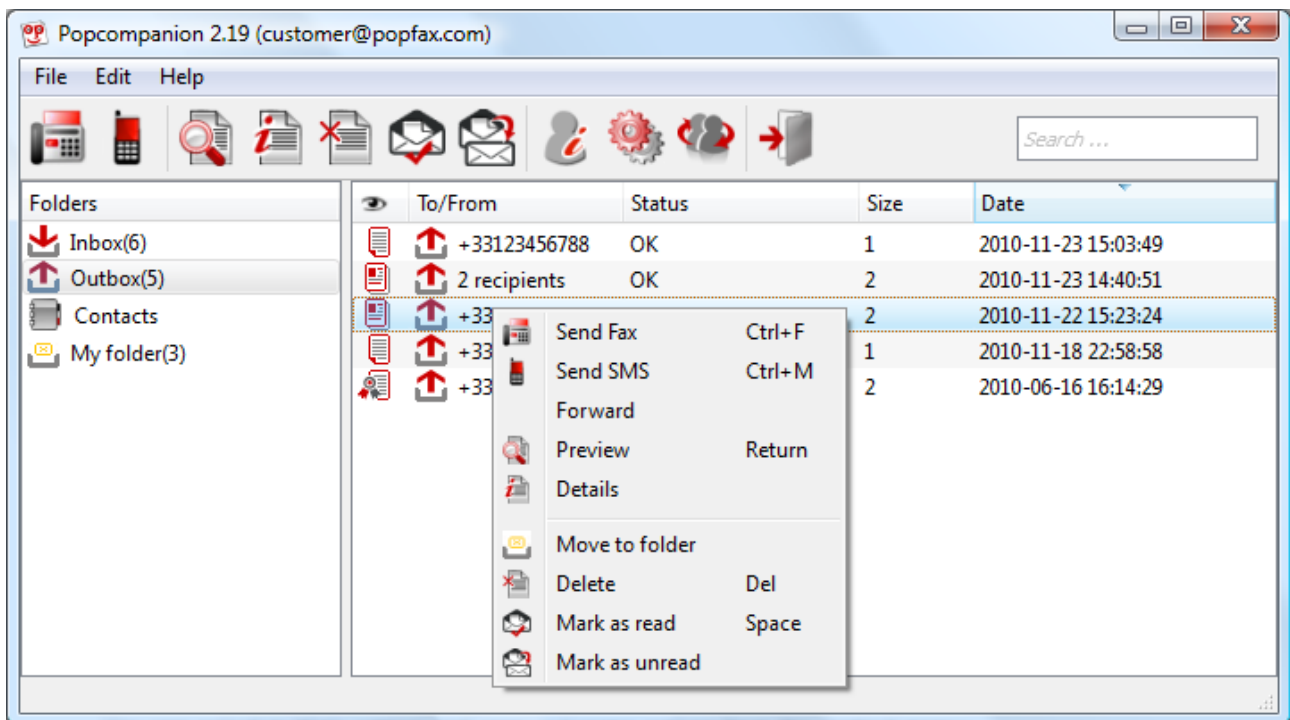 Popcompanion 2.19 (customer@popfax.com)
File Edit Help
Search ...
Folders
To/From Status Size Date
Inbox(6)
Outbox(5)
Contacts
My folder(3)
+33123456788 OK 1 2010-11-23 15:03:49
2 recipients OK 2 2010-11-23 14:40:51
+33 2 2010-11-22 15:23:24
+33 1 2010-11-18 22:58:58
+33 2 2010-06-16 16:14:29
Send Fax Ctrl+F
Send SMS Ctrl+M
Forward
Preview Return
Details
Move to folder
Delete Del
Mark as read Space
Mark as unread